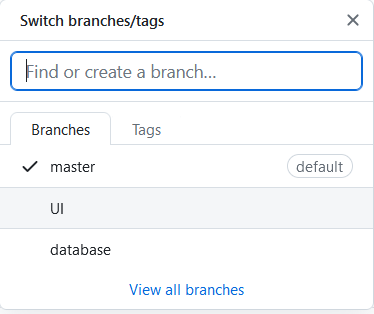 Switch branches/tags
Find or create a branch...
Branches Tags
master default
UI
database
View all branches